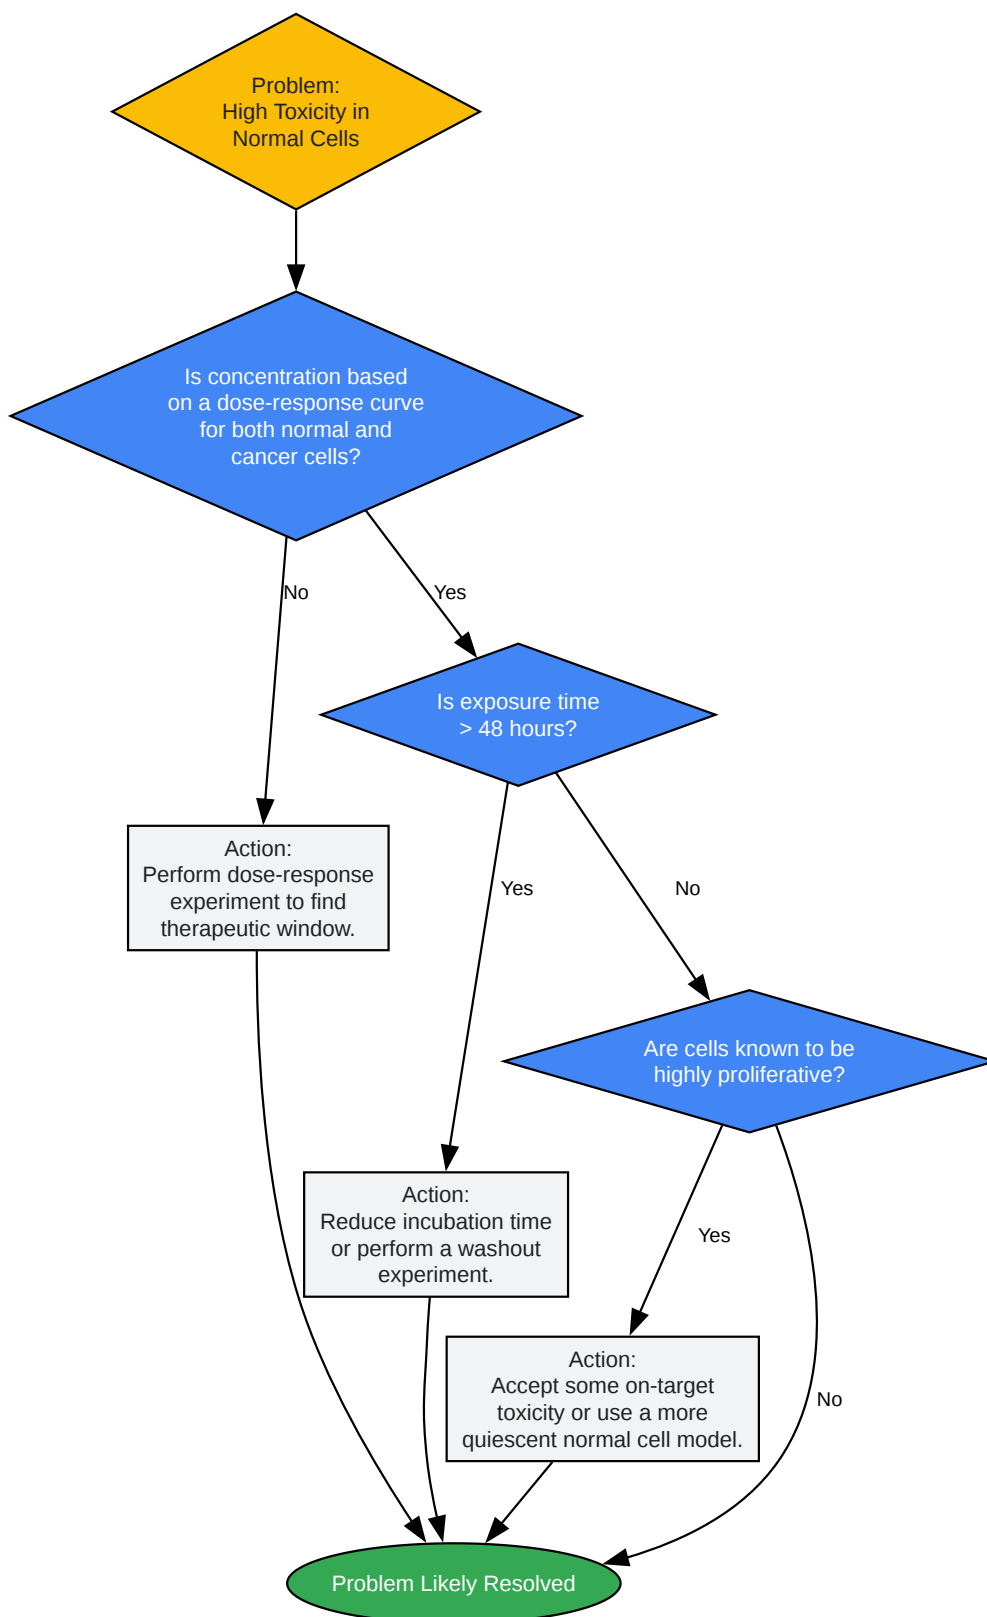 Problem:
High Toxicity in
Normal Cells
Is concentration based
on a dose-response curve
for both normal and
cancer cells?
No
Yes
Is exposure time
> 48 hours?
Action:
Perform dose-response
experiment to find
therapeutic window.
Yes
No
Are cells known to be
highly proliferative?
Action:
Reduce incubation time
or perform a washout
experiment.
Yes
Action:
Accept some on-target
toxicity or use a more
quiescent normal cell model.
No
Problem Likely Resolved